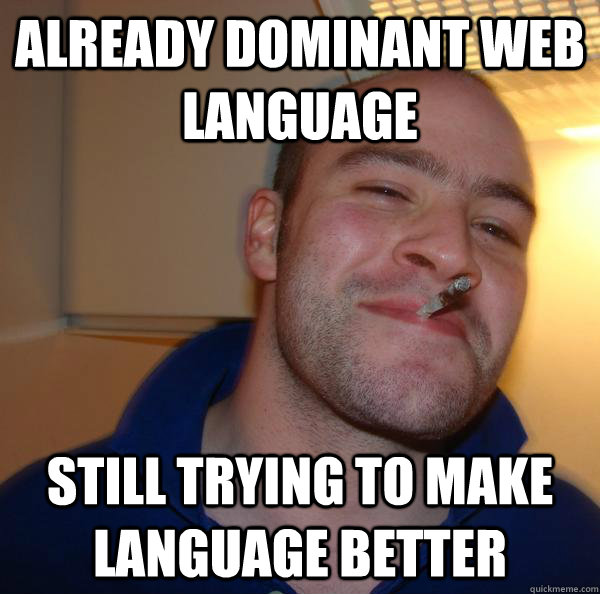 ALREADY DOMINANT WEB
LANGUAGE
STILL TRYING TO MAKE
LANGUAGE BETTER
quickmeme.com